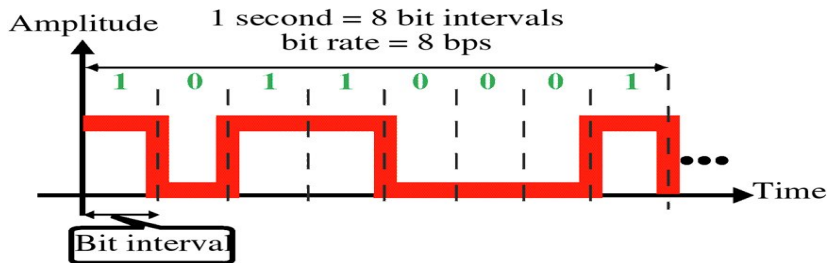 1 second = 8 bit intervals
Amplitude
bit rate = 8 bps
1 0 1 1 0 0 0 1
Time
Bit interval